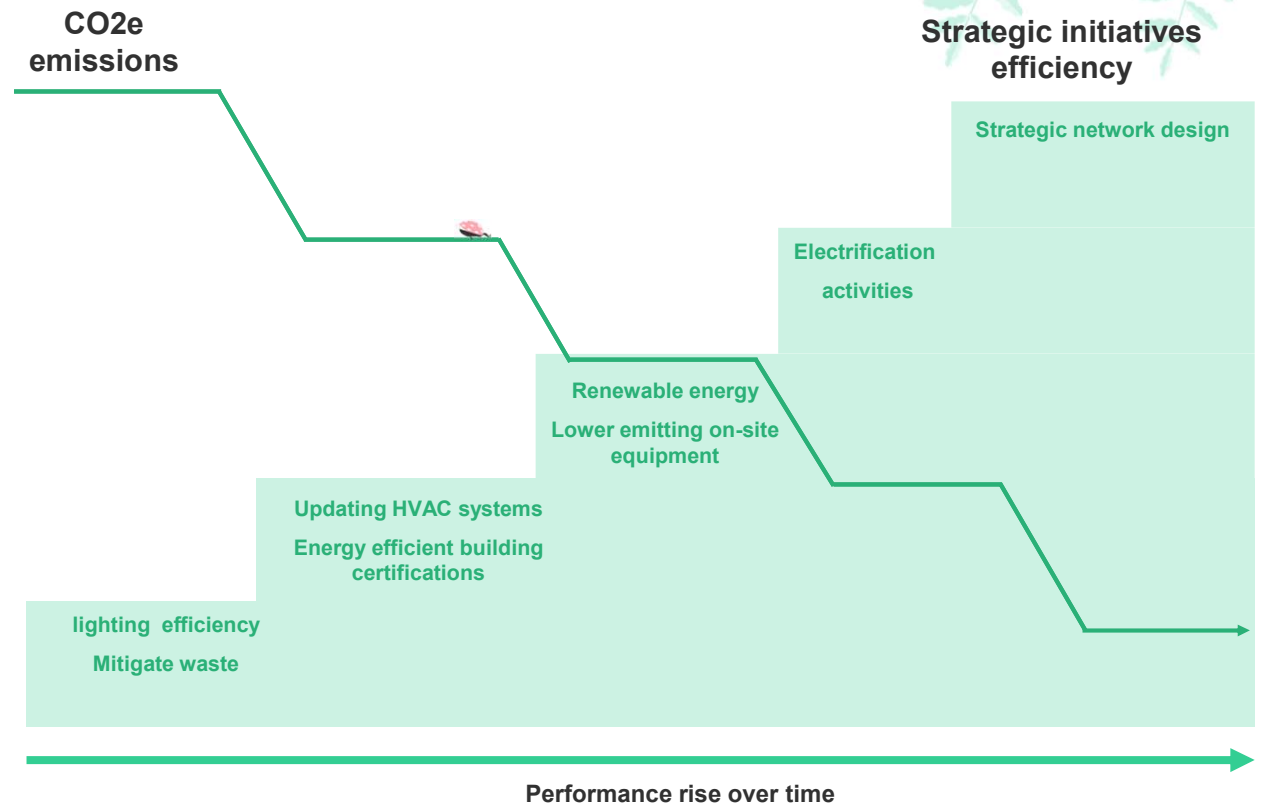 CO2e
emissions
Strategic initiatives
efficiency
Strategic network design
Electrification
activities
Renewable energy
Lower emitting on-site
equipment
Updating HVAC systems
Energy efficient building
certifications
lighting efficiency
Mitigate waste
Performance rise over time